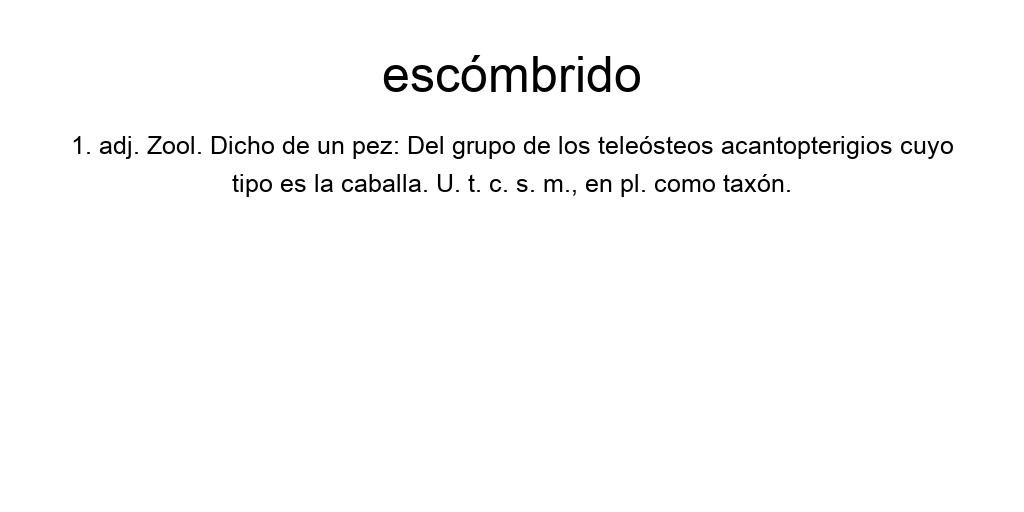 escómbrido
1. adj. Zool. Dicho de un pez: Del grupo de los teleósteos acantopterigios cuyo
tipo es la caballa. U. t. c. s. m., en pl. como taxón.